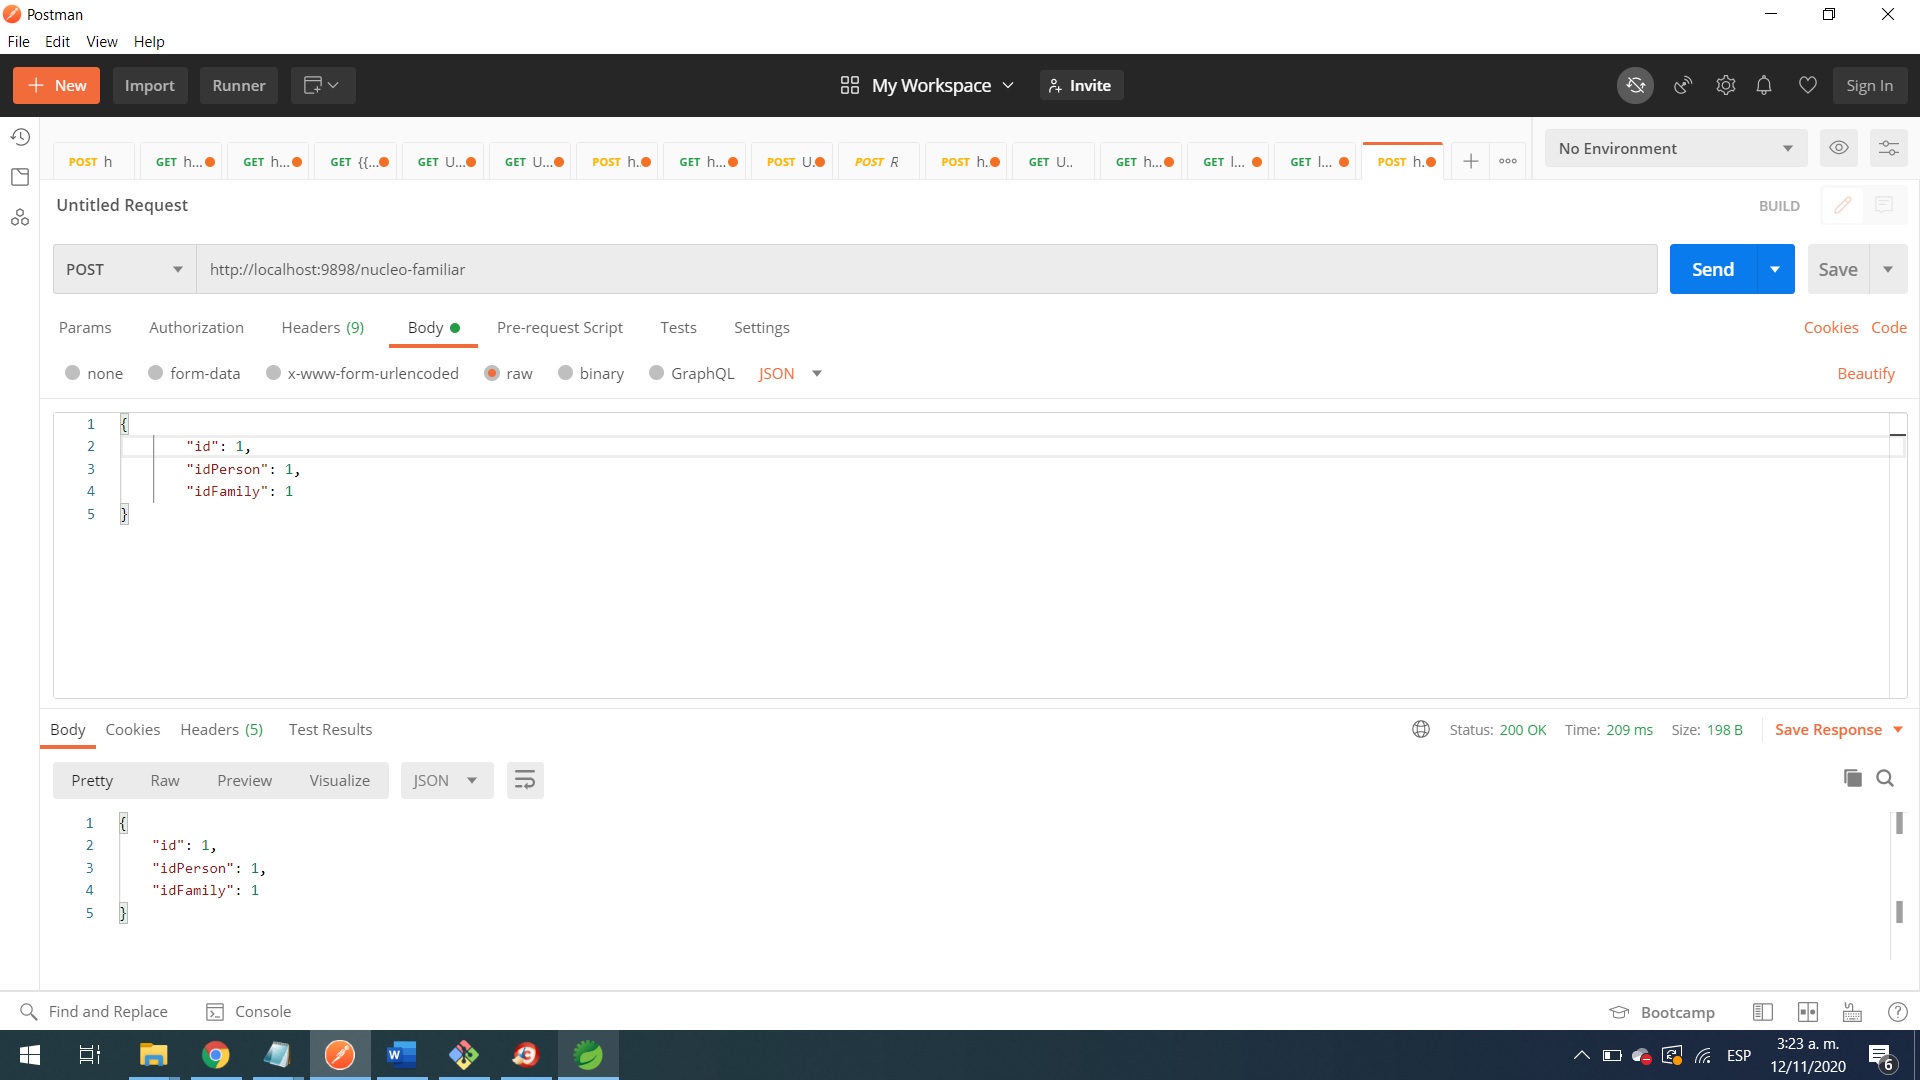 Postman
File Edit View Help
New Import Runner My Workspace Invite Sign In
POST h GET h... GET h... GET {{... GET U... GET U... POST h. GET h... POST U. POST R POST h. GET U.. GET h... GET l... GET l... POST h. No Environment
Untitled Request BUILD
POST http://localhost:9898/nucleo-familiar Send Save
Params Authorization Headers (9) Body Pre-request Script Tests Settings Cookies Code
none form-data x-www-form-urlencoded raw binary GraphQL JSON Beautify
1 {
2 "id": 1,
3 "idPerson": 1,
4 "idFamily": 1
5 }
Body Cookies Headers (5) Test Results Status: 200 OK Time: 209 ms Size: 198 B Save Response
Pretty Raw Preview Visualize JSON
1 {
2 "id": 1,
3 "idPerson": 1,
4 "idFamily": 1
5 }
Find and Replace Console Bootcamp
ESP 3:23 a. m.
12/11/2020 6